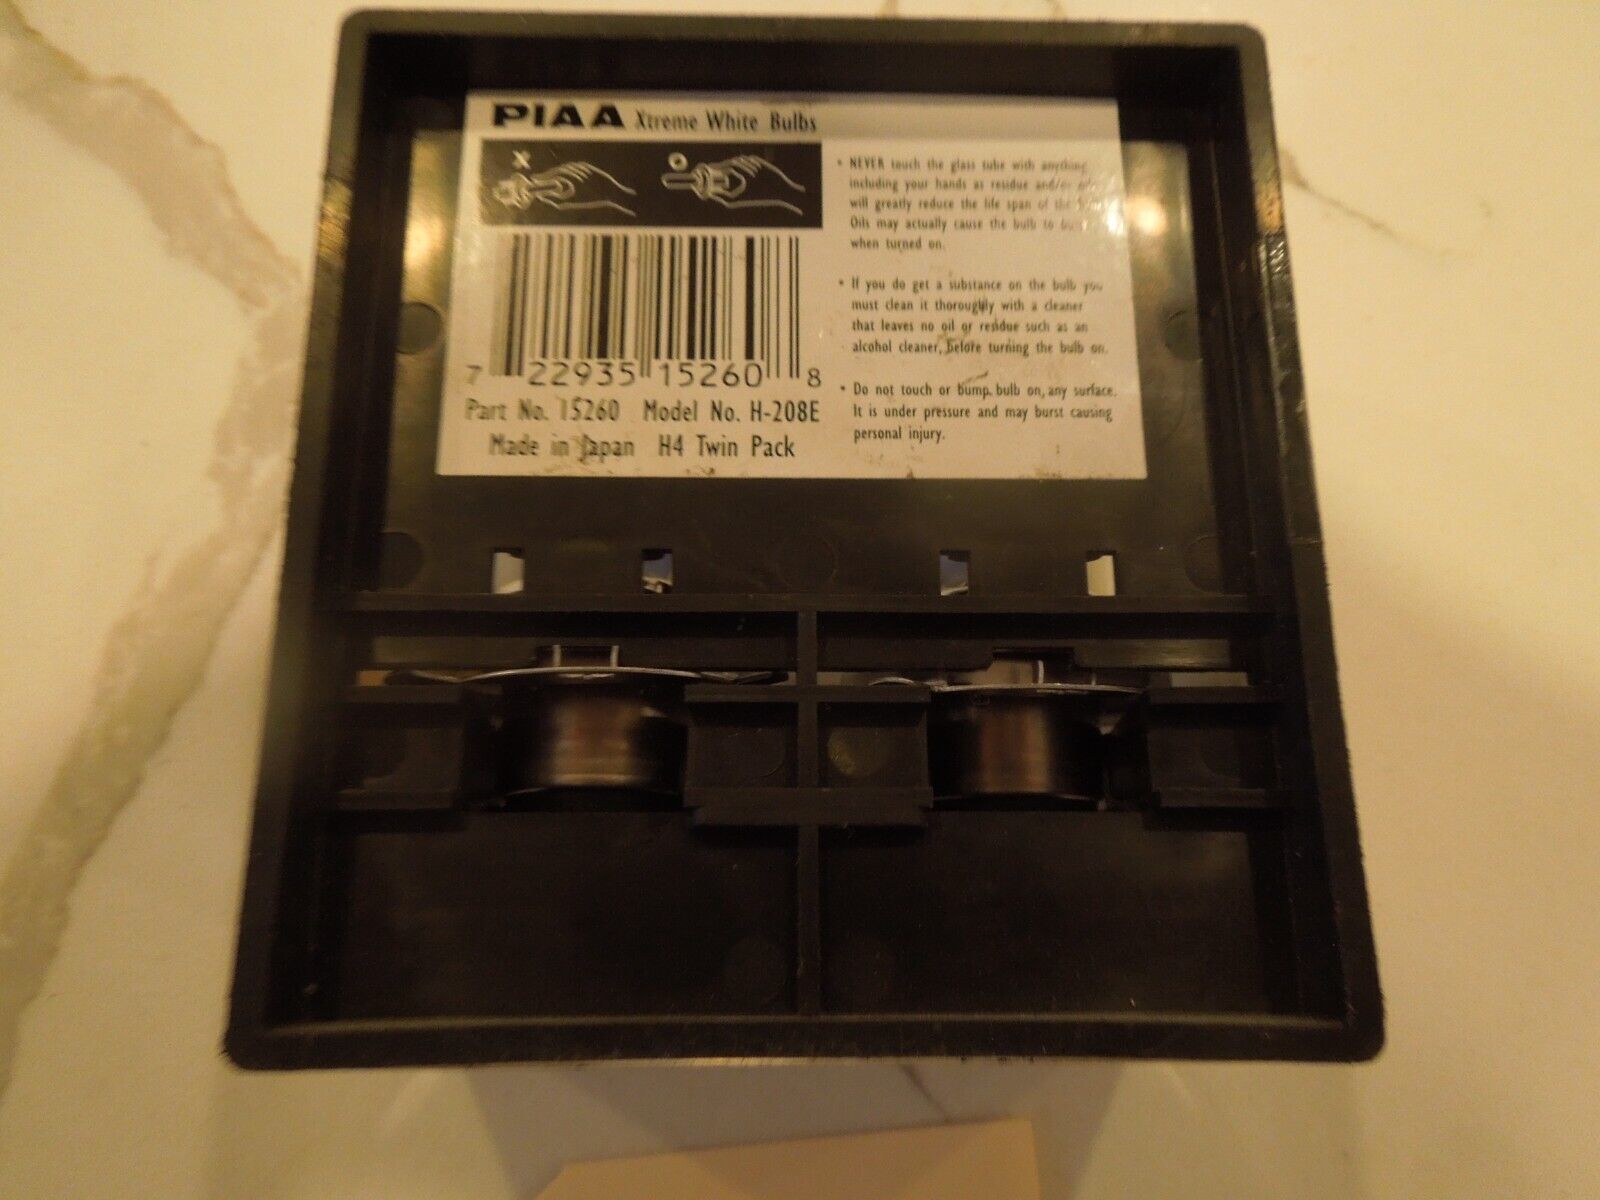 PIAA Xtreme White Bulbs
X O
7 22935 15260 8
Part No. 15260 Model No. H-208E
Made in Japan H4 Twin Pack
• NEVER touch the glass tube with anything
including your hands as residue and/or
will greatly reduce the life span of the
Oils may actually cause the bulb to
when turned on.
• If you do get a substance on the bulb you
must clean it thoroughly with a cleaner
that leaves no oil or residue such as an
alcohol cleaner, before turning the bulb on.
• Do not touch or bump bulb on any surface.
It is under pressure and may burst causing
personal injury.